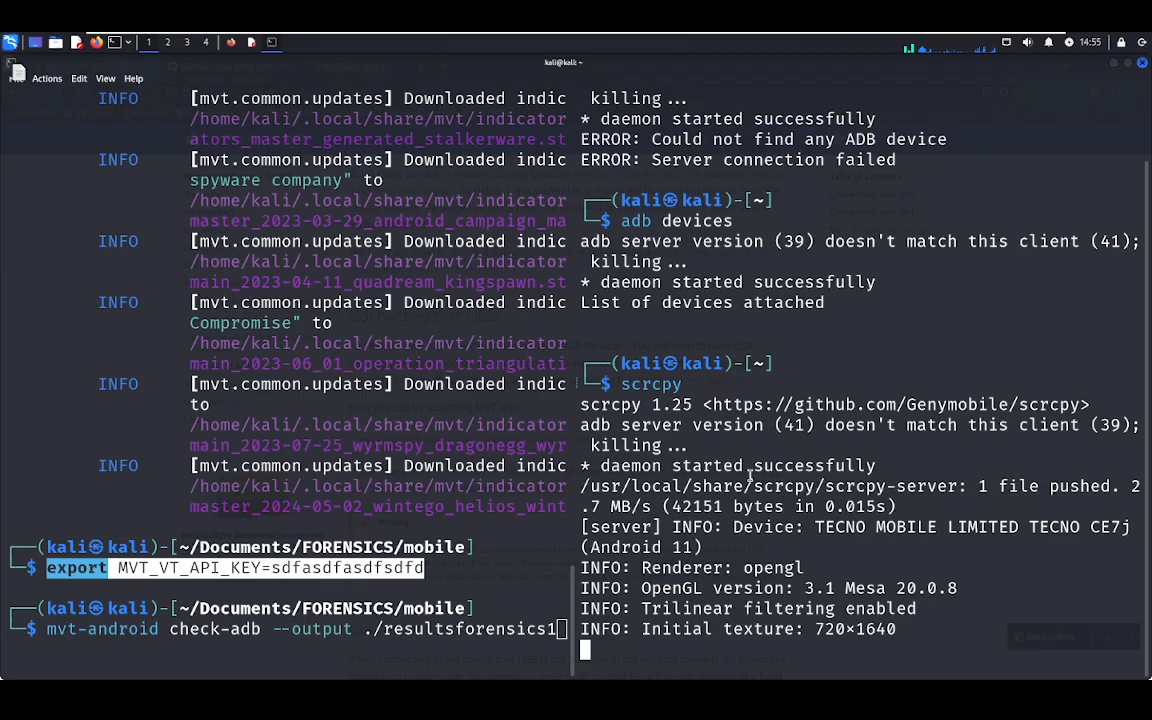 1 2 3 4 14:55
kali@kali: ~
Actions Edit View Help
INFO [mvt.common.updates] Downloaded indic
/home/kali/.local/share/mvt/indicator
ators_master_generated_stalkerware.st
INFO [mvt.common.updates] Downloaded indic
spyware company" to
/home/kali/.local/share/mvt/indicator
master_2023-03-29_android_campaign_ma
INFO [mvt.common.updates] Downloaded indic
/home/kali/.local/share/mvt/indicator
main_2023-04-11_quadream_kingspawn.st
INFO [mvt.common.updates] Downloaded indic
Compromise" to
/home/kali/.local/share/mvt/indicator
main_2023-06_01_operation_triangulati
INFO [mvt.common.updates] Downloaded indic
to
/home/kali/.local/share/mvt/indicator
main_2023-07-25_wyrmspy_dragonegg_wyr
INFO [mvt.common.updates] Downloaded indic
/home/kali/.local/share/mvt/indicator
master_2024-05-02_wintego_helios_wint
┌──(kali㉿kali)-[~/Documents/FORENSICS/mobile]
└─$ export MVT_VT_API_KEY=sdfasdfasdfsdfd
┌──(kali㉿kali)-[~/Documents/FORENSICS/mobile]
└─$ mvt-android check-adb --output ./resultsforensics1
killing...
* daemon started successfully
ERROR: Could not find any ADB device
ERROR: Server connection failed
┌──(kali㉿kali)-[~]
└─$ adb devices
adb server version (39) doesn't match this client (41);
killing...
* daemon started successfully
List of devices attached
┌──(kali㉿kali)-[~]
└─$ scrcpy
scrcpy 1.25 <https://github.com/Genymobile/scrcpy>
adb server version (41) doesn't match this client (39);
killing...
* daemon started successfully
/usr/local/share/scrcpy/scrcpy-server: 1 file pushed. 2
.7 MB/s (42151 bytes in 0.015s)
[server] INFO: Device: TECNO MOBILE LIMITED TECNO CE7j
(Android 11)
INFO: Renderer: opengl
INFO: OpenGL version: 3.1 Mesa 20.0.8
INFO: Trilinear filtering enabled
INFO: Initial texture: 720×1640